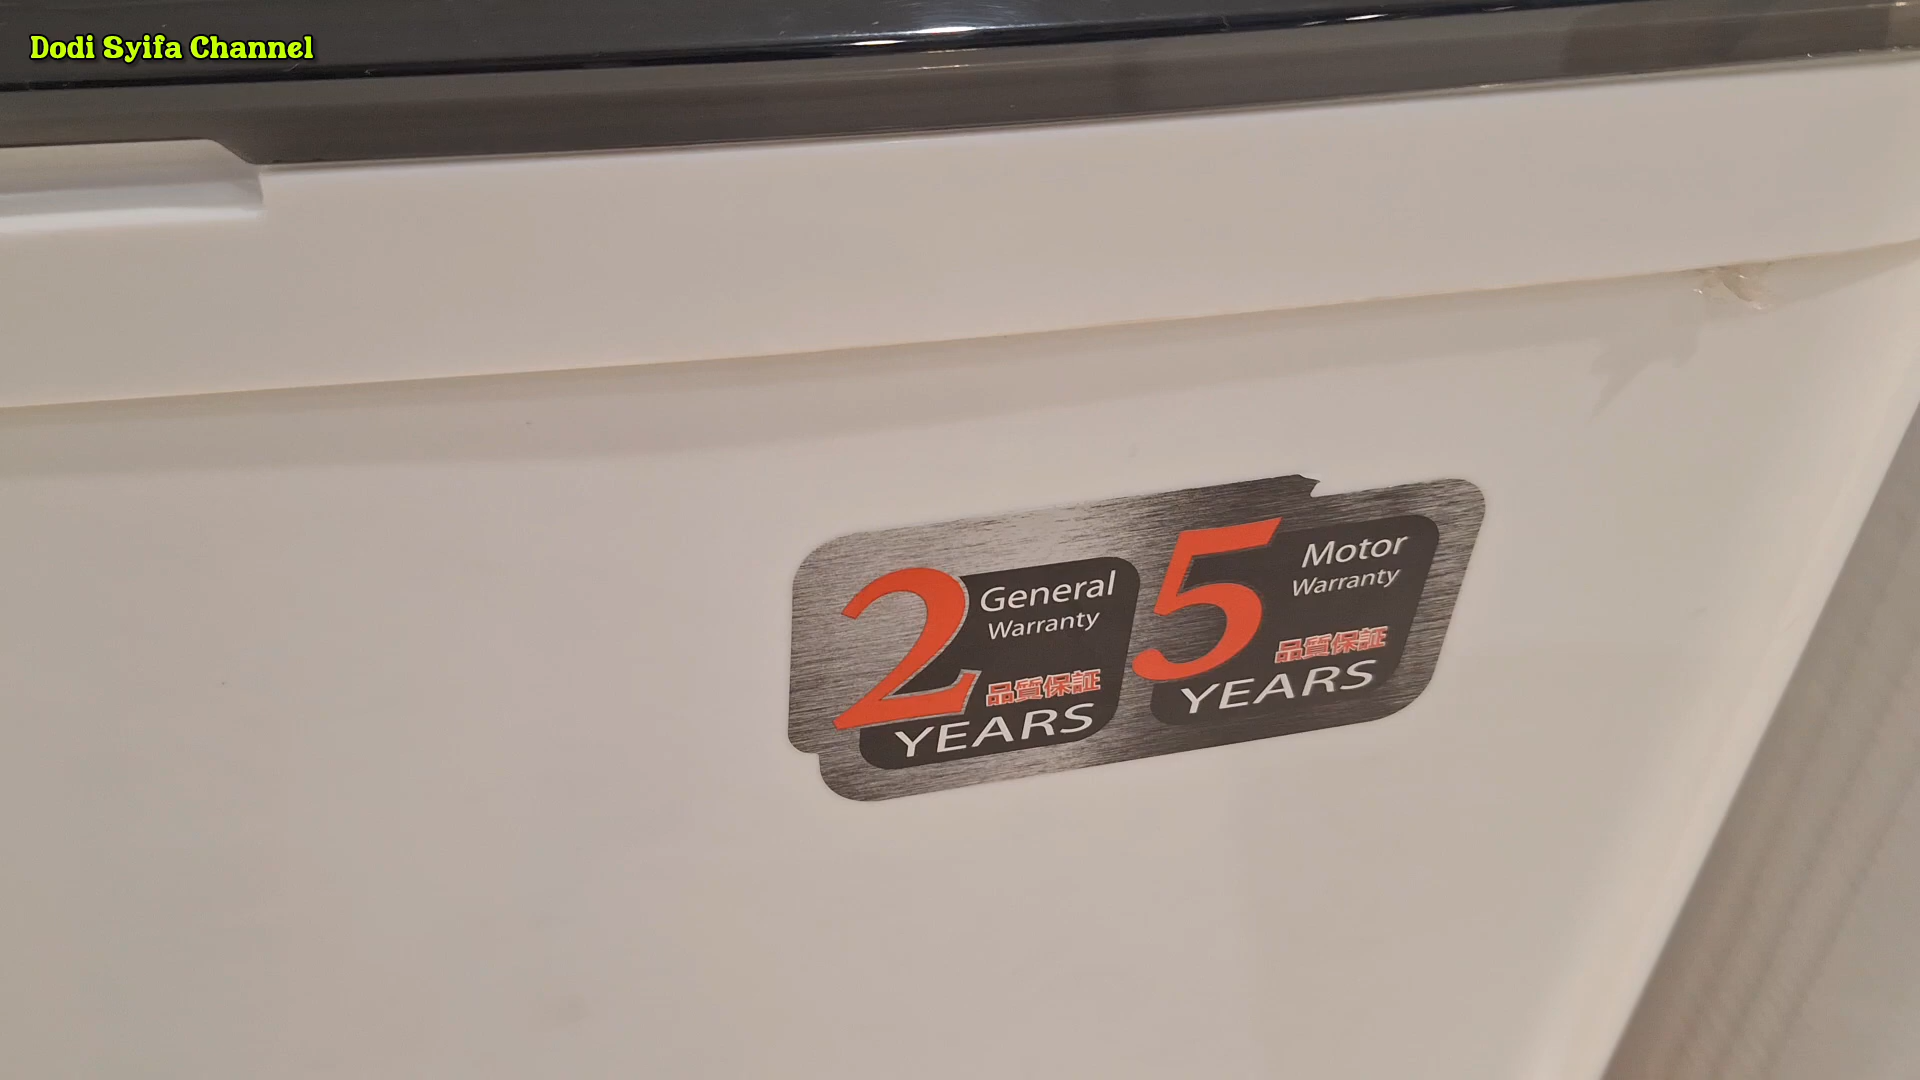 Dodi Syifa Channel
2 General
Warranty
品質保証
YEARS
5 Motor
Warranty
品質保証
YEARS